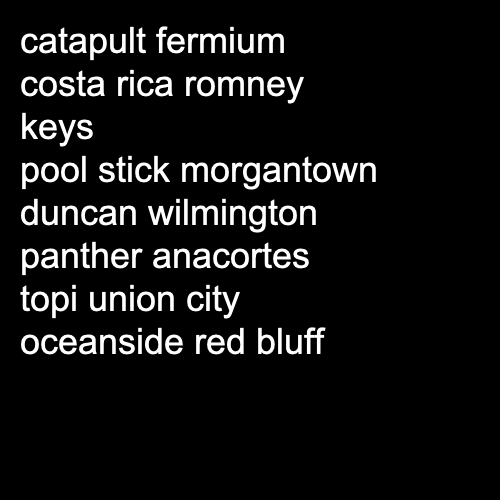 catapult fermium
costa rica romney
keys
pool stick morgantown
duncan wilmington
panther anacortes
topi union city
oceanside red bluff